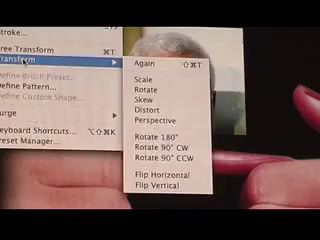 Stroke...
Free Transform ⌘T
Transform
Again ⇧⌘T
Scale
Rotate
Skew
Distort
Perspective
Rotate 180°
Rotate 90° CW
Rotate 90° CCW
Flip Horizontal
Flip Vertical
Define Brush Preset...
Define Pattern...
Define Custom Shape...
Purge
Keyboard Shortcuts... ⌥⇧⌘K
Preset Manager...